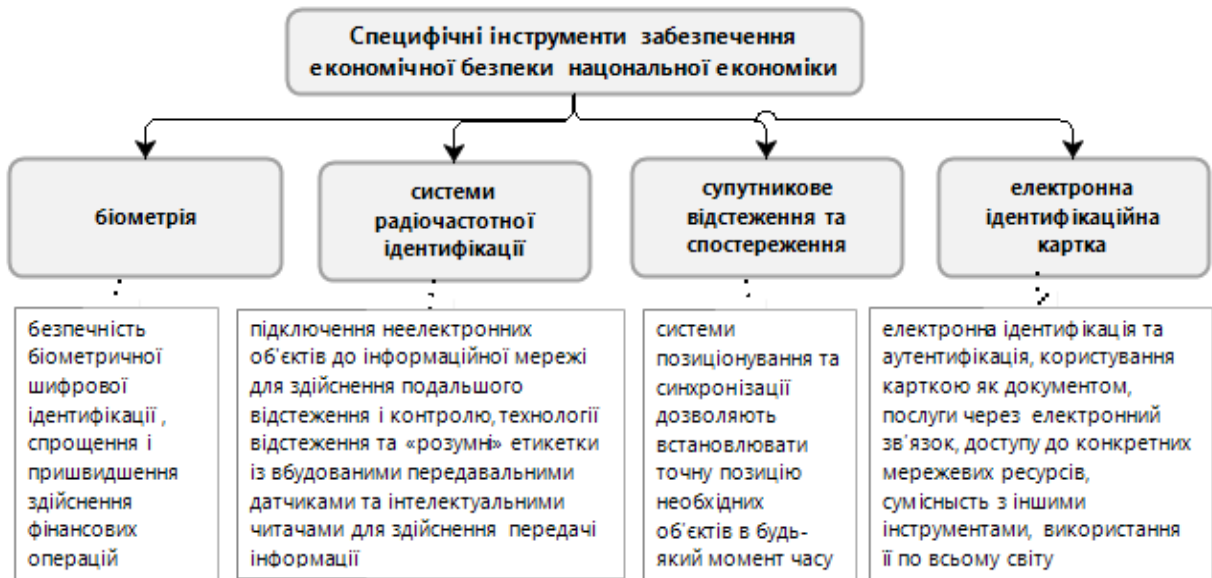 Специфічні інструменти забезпечення
економічної безпеки нацональної економіки
біометрія
системи
радіочастотної
ідентифікації
супутникове
відстеження та
спостереження
електронна
ідентифікаційна
картка
безпечність
біометричної
шифрової
ідентифікації ,
спрощення і
пришвидшення
здійснення
фінансових
операцій
підключення неелектронних
об'єктів до інформаційної мережі
для здійснення подальшого
відстеження і контролю, технології
відстеження та «розумні» етикетки
із вбудованими передавальними
датчиками та інтелектуальними
читачами для здійснення передачі
інформації
системи
позиціонування та
синхронізації
дозволяють
встановлювати
точну позицію
необхідних
об'єктів в будь-
який момент часу
електронна ідентифікація та
аутентифікація, користування
карткою як документом,
послуги через електронний
зв'язок, доступу до конкретних
мережевих ресурсів,
сумісньсть з іншими
інструментами, використання
її по всьому світу